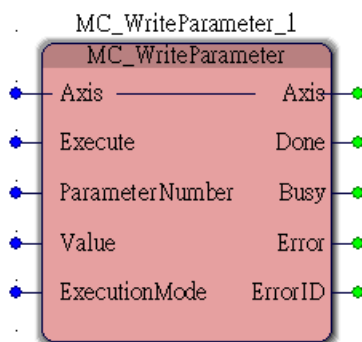 MC_WriteParameter_1
MC_WriteParameter
Axis Axis
Execute Done
ParameterNumber Busy
Value Error
ExecutionMode ErrorID